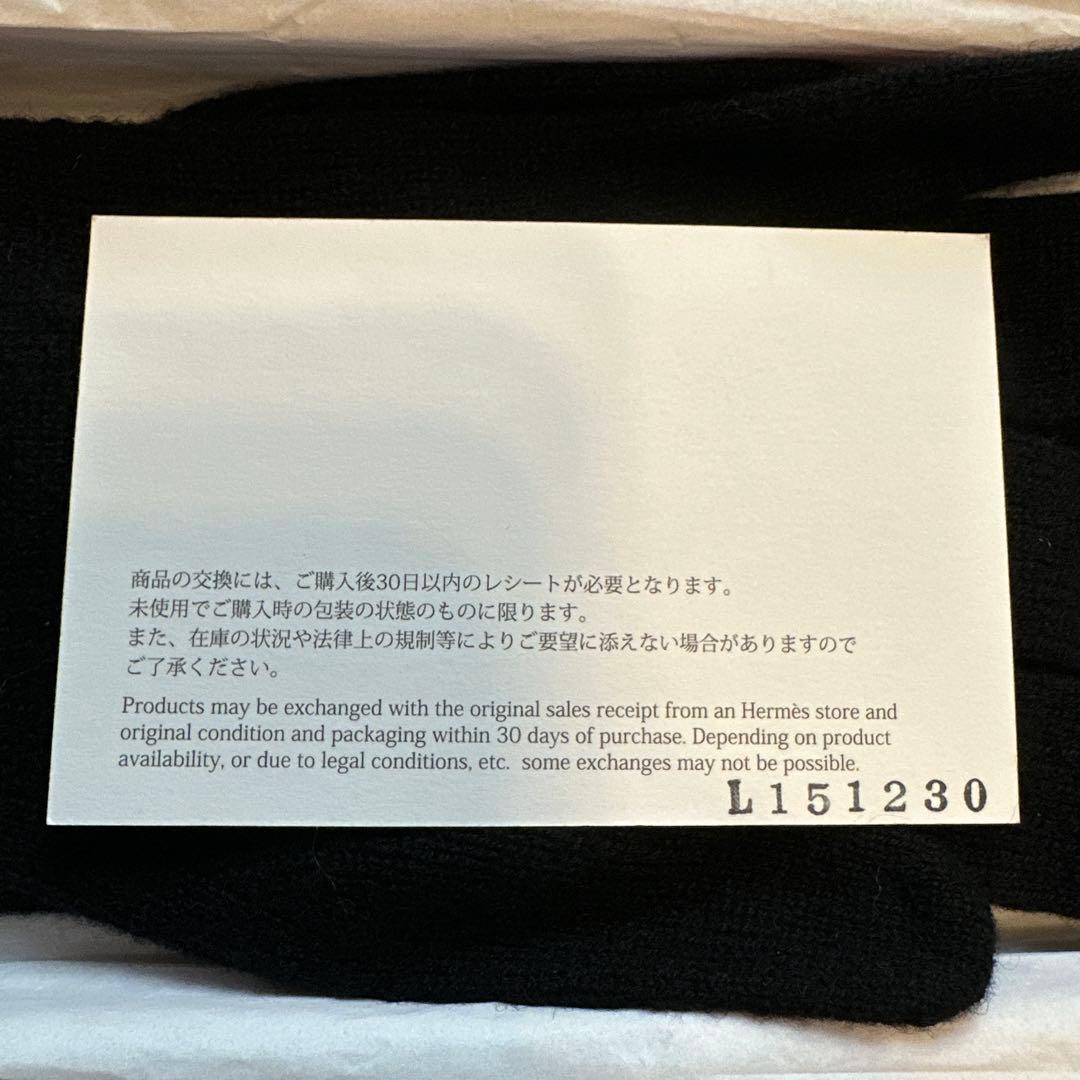 商品の交換には、ご購入後30日以内のレシートが必要となります。
未使用でご購入時の包装の状態のものに限ります。
また、在庫の状況や法律上の規制等によりご要望に添えない場合がありますので
ご了承ください。
Products may be exchanged with the original sales receipt from an Hermès store and
original condition and packaging within 30 days of purchase. Depending on product
availability, or due to legal conditions, etc.  some exchanges may not be possible.
L151230